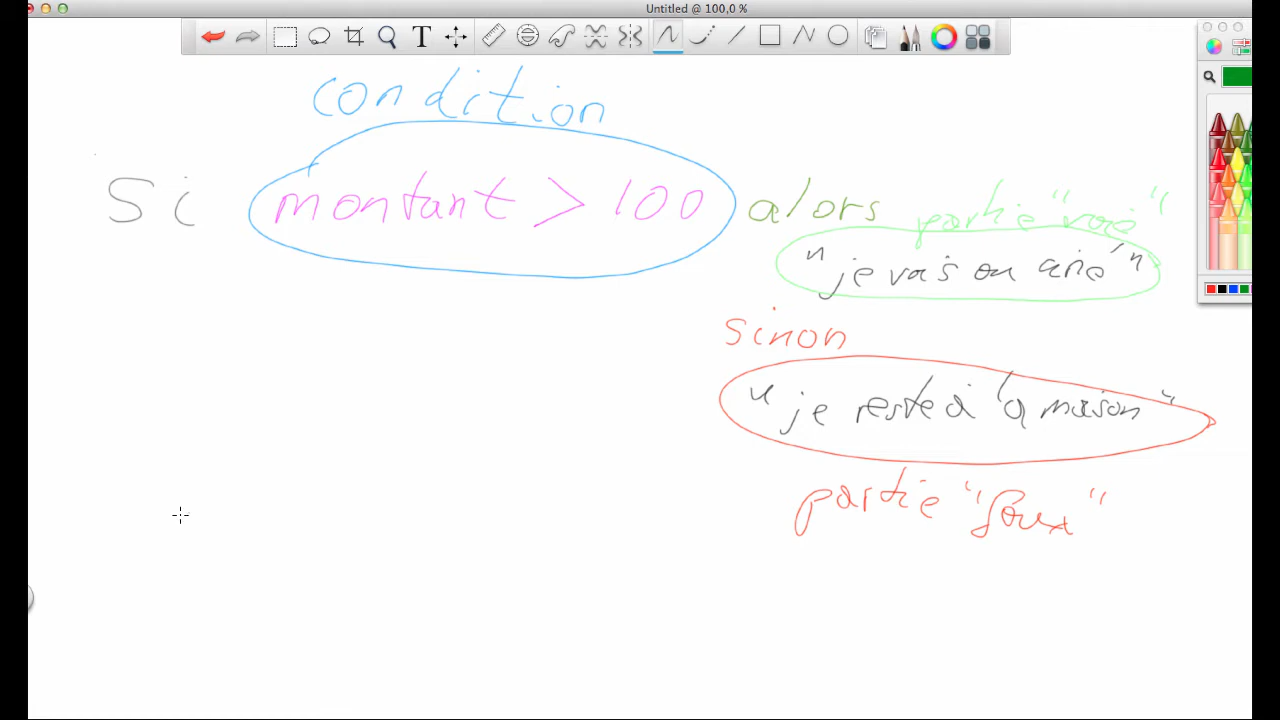 Untitled @ 100,0 %
T
condition
Si montant > 100 alors
partie "vrai"
"je vais au ciné"
sinon
"je reste à la maison"
partie "faux"